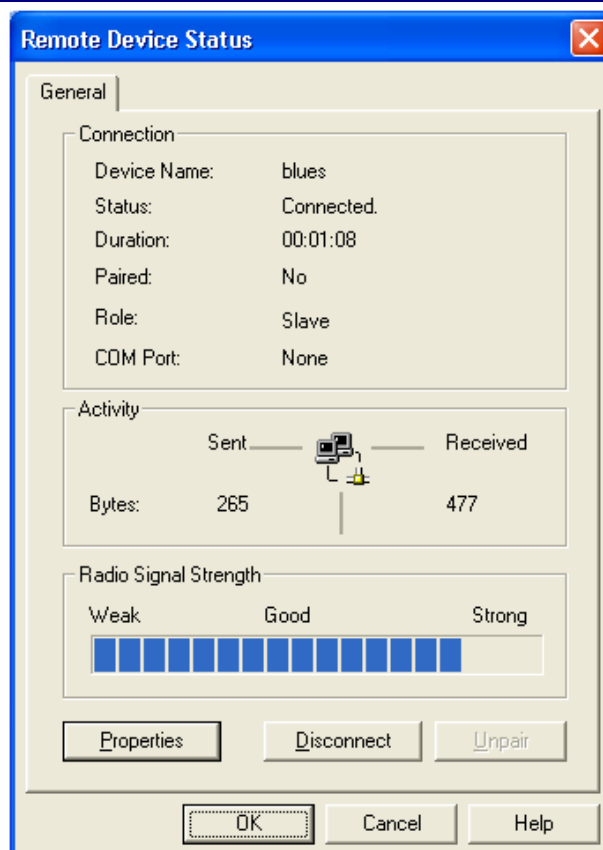 Remote Device Status
General
Connection
Device Name: blues
Status: Connected.
Duration: 00:01:08
Paired: No
Role: Slave
COM Port: None
Activity
Sent Received
Bytes: 265 477
Radio Signal Strength
Weak Good Strong
Properties Disconnect Unpair
OK Cancel Help